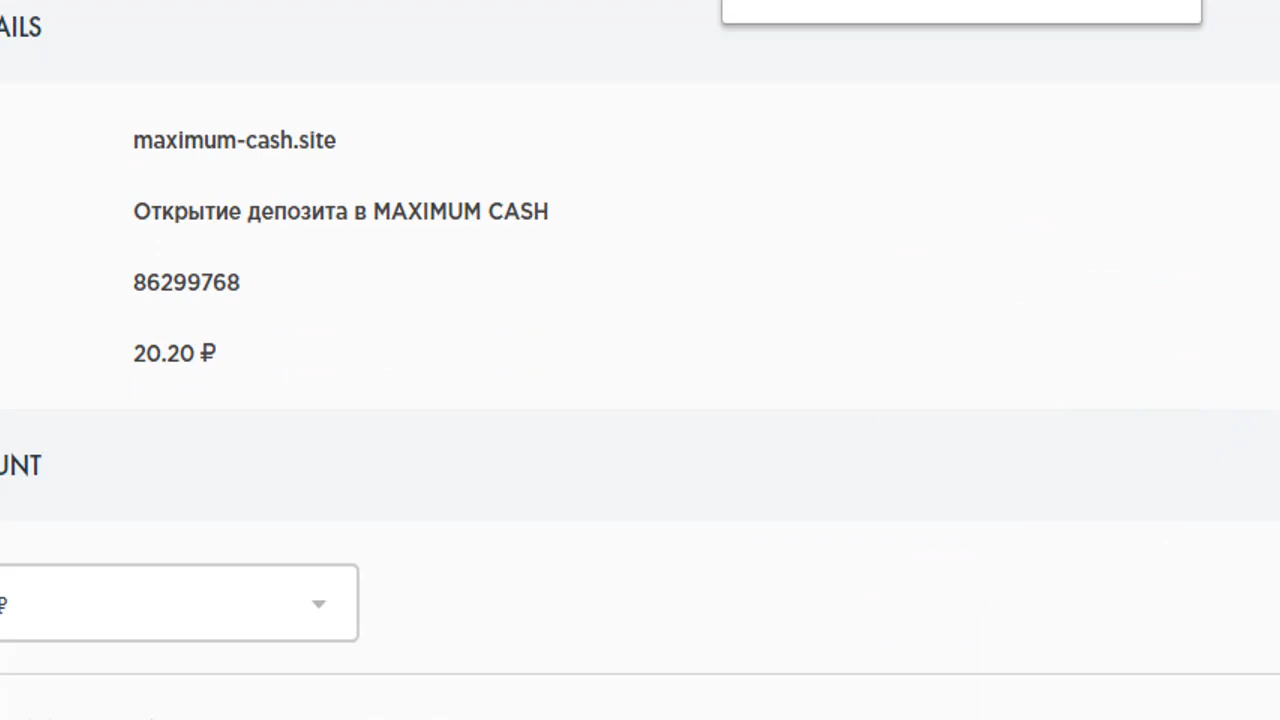 AILS
maximum-cash.site
Открытие депозита в MAXIMUM CASH
86299768
20.20 ₽
UNT
₽